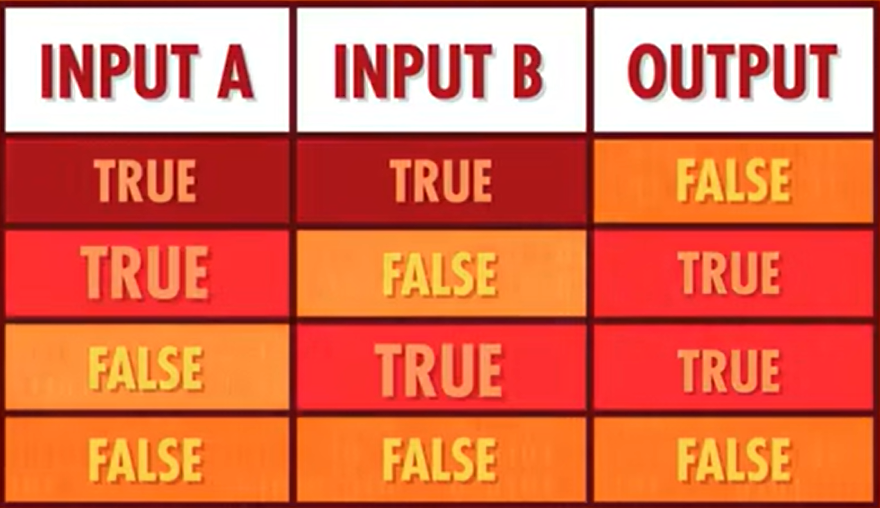 INPUT A INPUT B OUTPUT
TRUE TRUE FALSE
TRUE FALSE TRUE
FALSE TRUE TRUE
FALSE FALSE FALSE